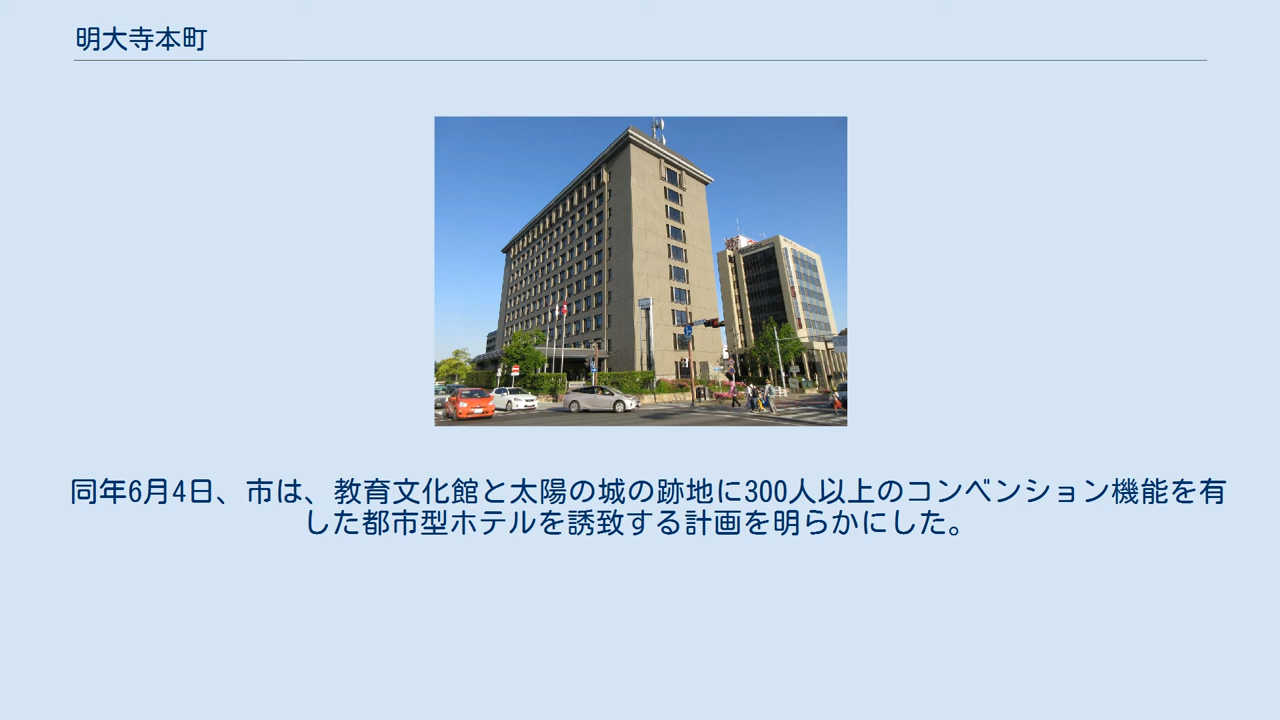 明大寺本町
同年6月4日、市は、教育文化館と太陽の城の跡地に300人以上のコンベンション機能を有
した都市型ホテルを誘致する計画を明らかにした。